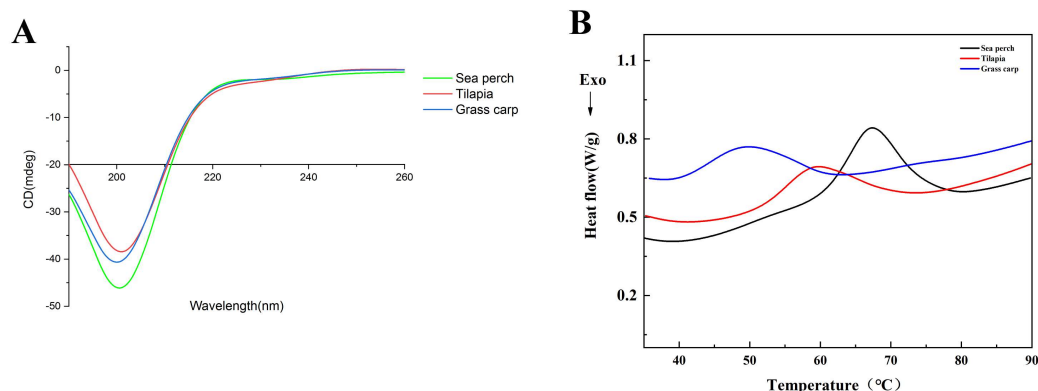 A
0
-10
-20
-30
-40
-50
CD(mdeg)
200
220
240
260
Wavelength(nm)
Sea perch
Tilapia
Grass carp
B
1.1
0.8
0.5
0.2
Exo
Heat flow(W/g)
Sea perch
Tilapia
Grass carp
40
50
60
70
80
90
Temperature（°C）